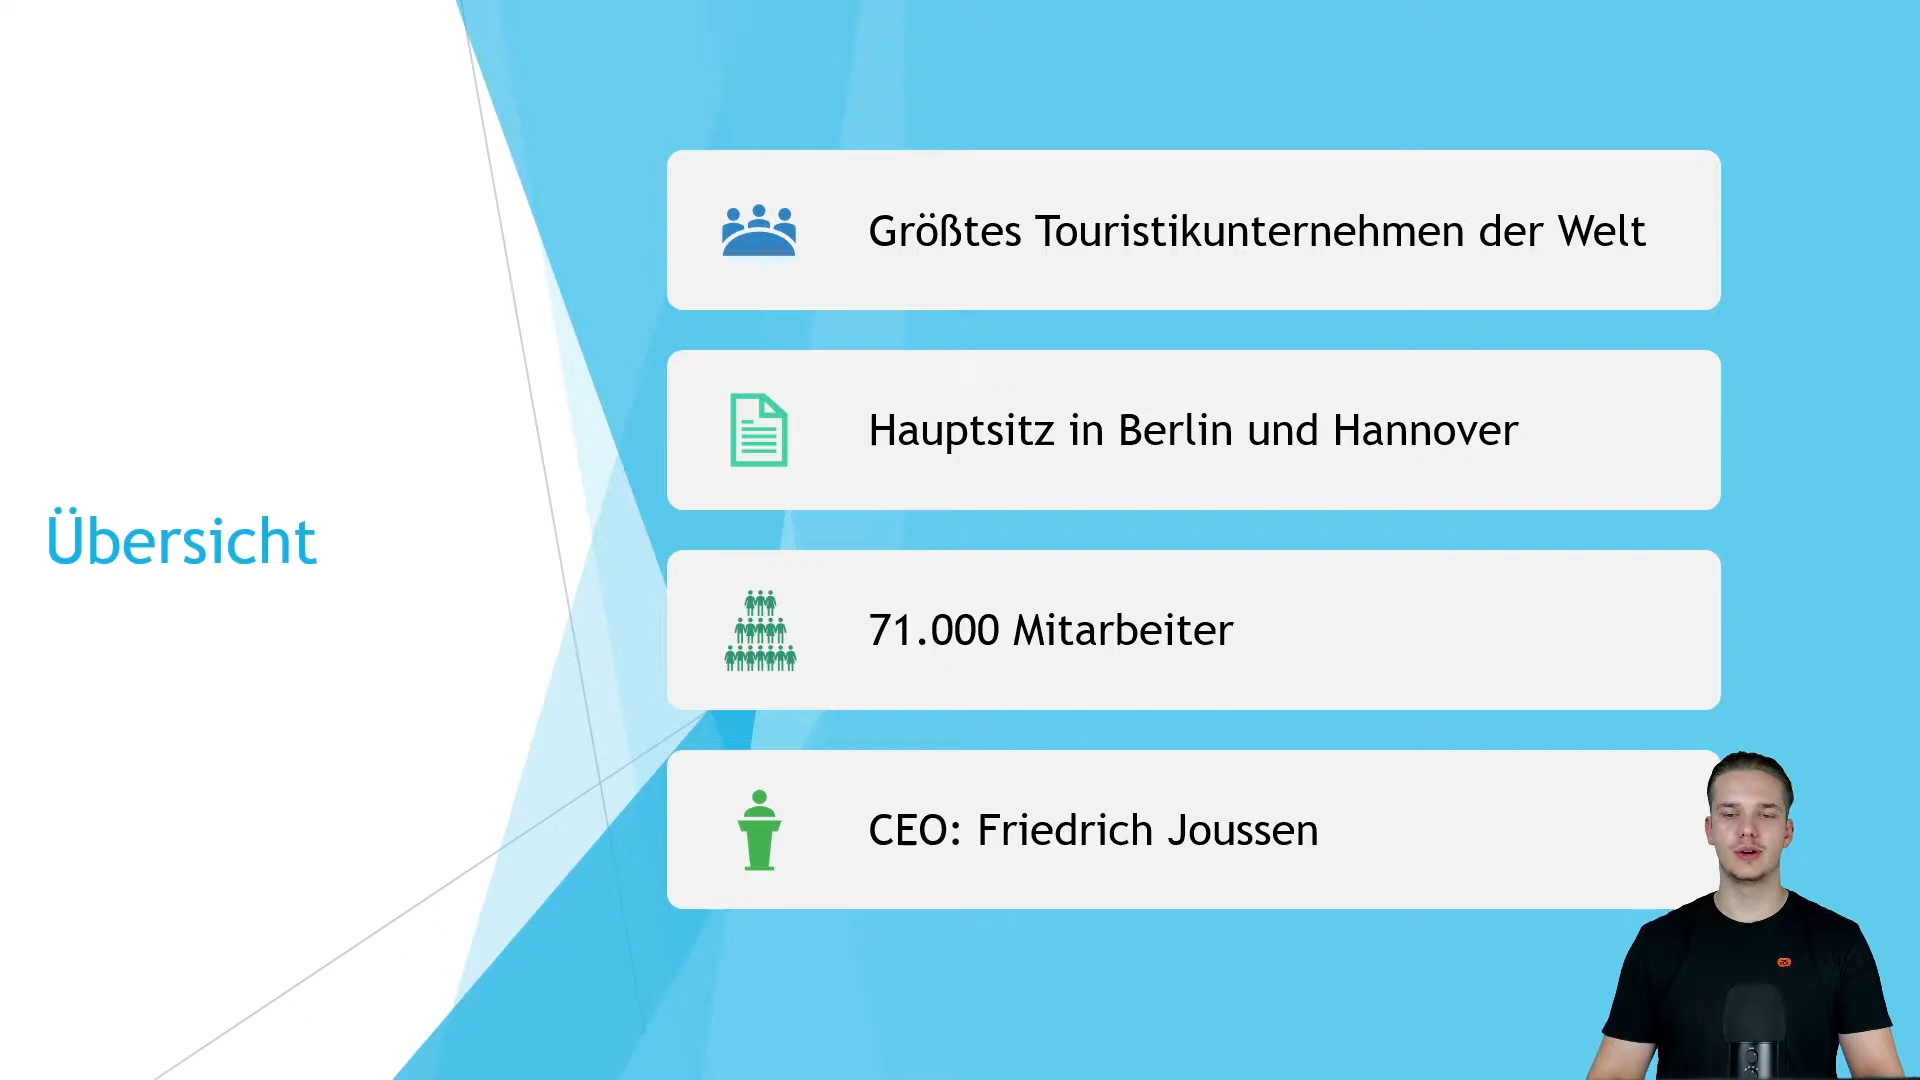 Übersicht
Größtes Touristikunternehmen der Welt
Hauptsitz in Berlin und Hannover
71.000 Mitarbeiter
CEO: Friedrich Joussen